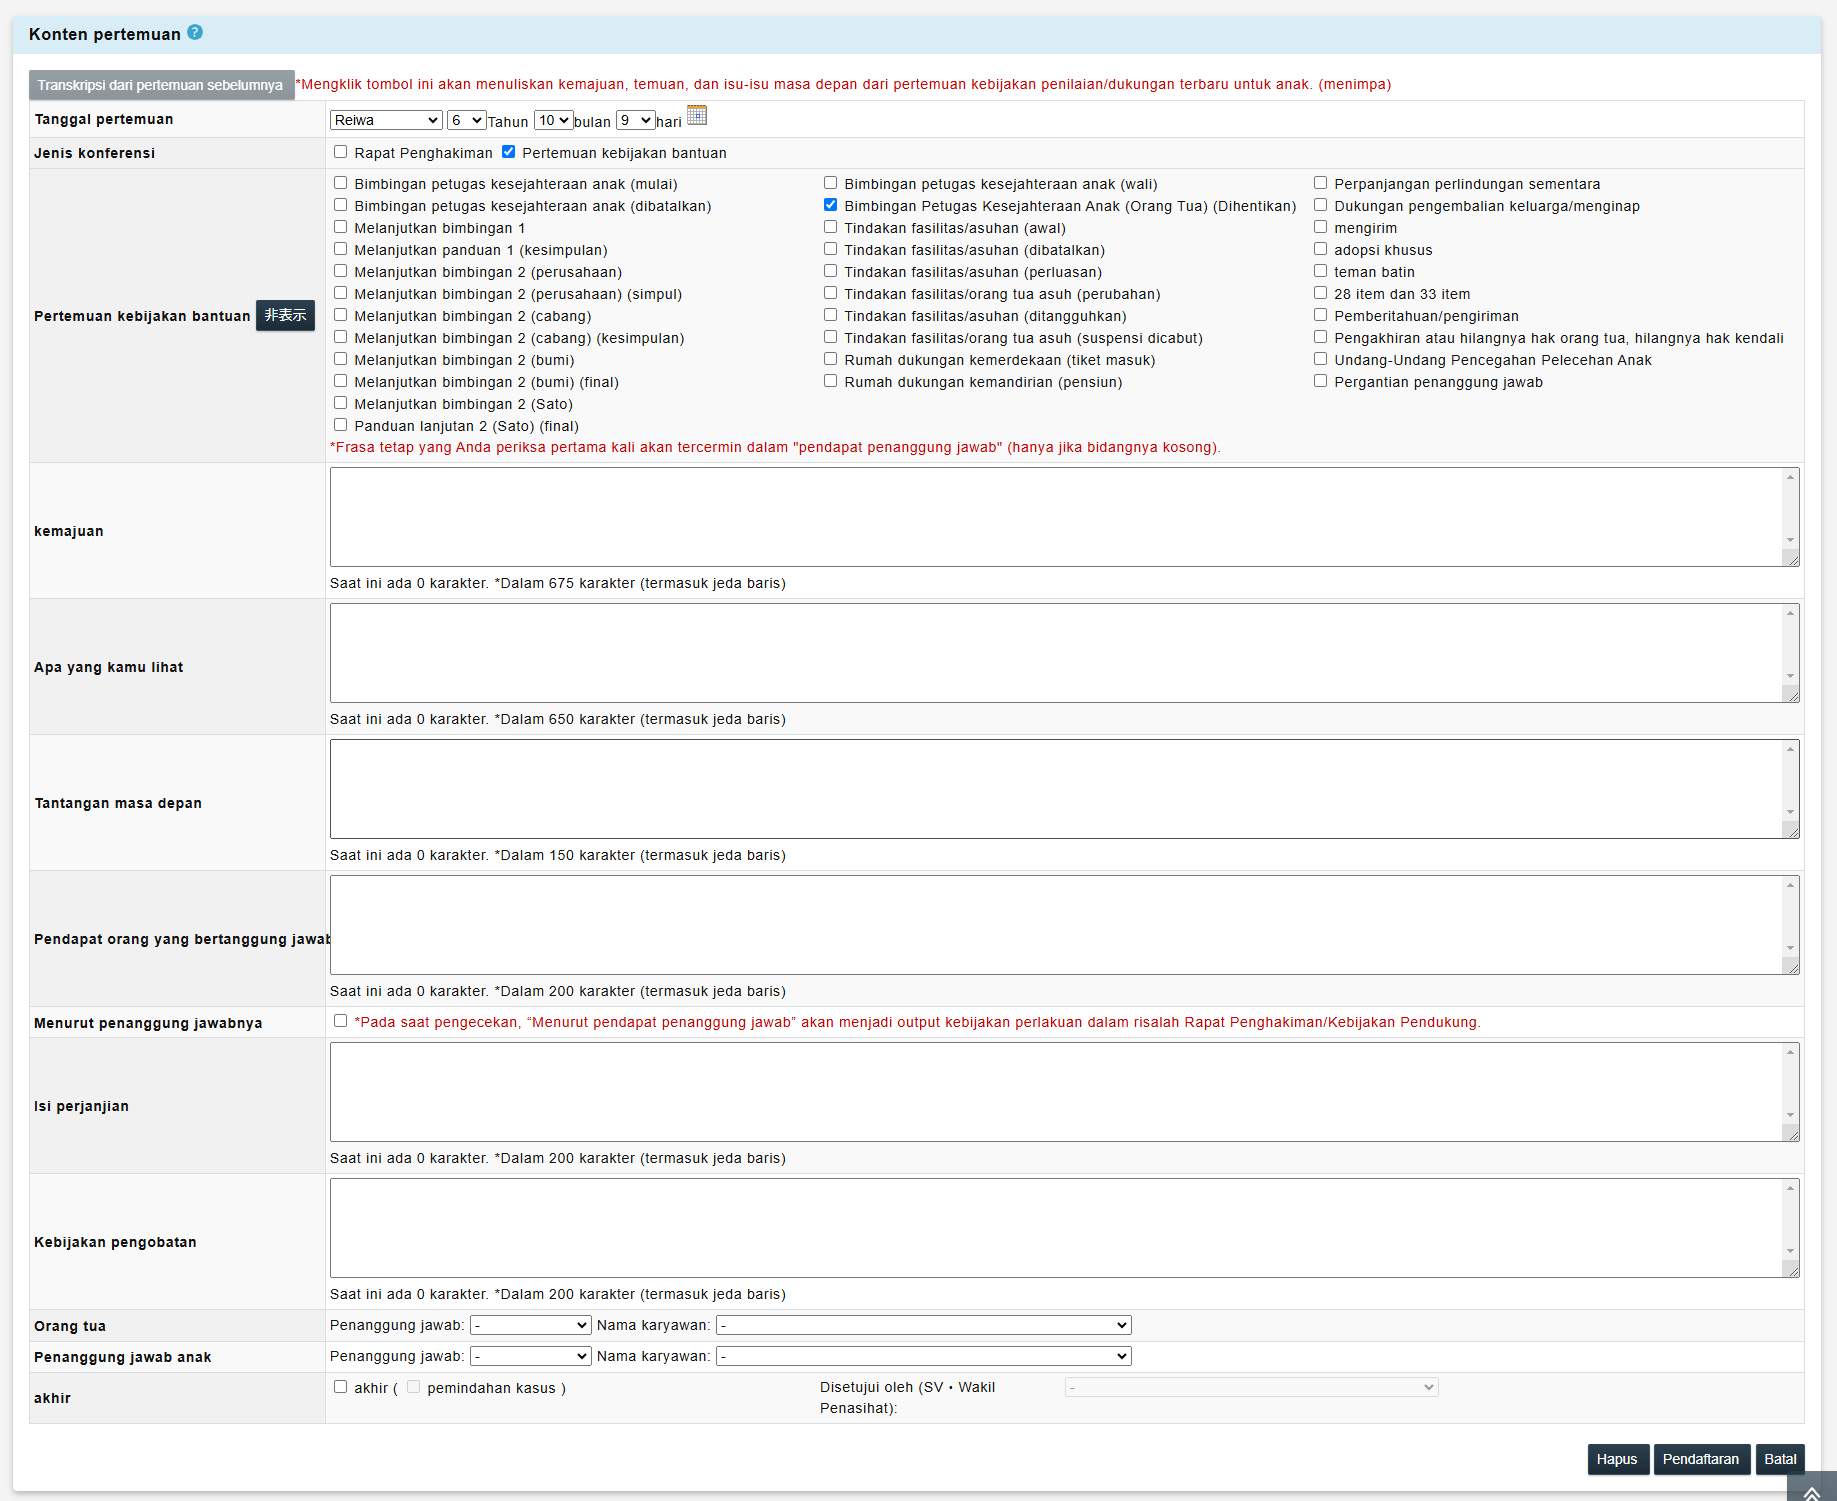 Konten pertemuan ?
Transkripsi dari pertemuan sebelumnya *Mengklik tombol ini akan menuliskan kemajuan, temuan, dan isu-isu masa depan dari pertemuan kebijakan penilaian/dukungan terbaru untuk anak. (menimpa)
Tanggal pertemuan Reiwa 6 Tahun 10 bulan 9 hari
Jenis konferensi Rapat Penghakiman Pertemuan kebijakan bantuan
Pertemuan kebijakan bantuan 非表示
Bimbingan petugas kesejahteraan anak (mulai) Bimbingan petugas kesejahteraan anak (wali) Perpanjangan perlindungan sementara
Bimbingan petugas kesejahteraan anak (dibatalkan) Bimbingan Petugas Kesejahteraan Anak (Orang Tua) (Dihentikan) Dukungan pengembalian keluarga/menginap
Melanjutkan bimbingan 1 Tindakan fasilitas/asuhan (awal) mengirim
Melanjutkan panduan 1 (kesimpulan) Tindakan fasilitas/asuhan (dibatalkan) adopsi khusus
Melanjutkan bimbingan 2 (perusahaan) Tindakan fasilitas/asuhan (perluasan) teman batin
Melanjutkan bimbingan 2 (perusahaan) (simpul) Tindakan fasilitas/orang tua asuh (perubahan) 28 item dan 33 item
Melanjutkan bimbingan 2 (cabang) Tindakan fasilitas/asuhan (ditangguhkan) Pemberitahuan/pengiriman
Melanjutkan bimbingan 2 (cabang) (kesimpulan) Tindakan fasilitas/orang tua asuh (suspensi dicabut) Pengakhiran atau hilangnya hak orang tua, hilangnya hak kendali
Melanjutkan bimbingan 2 (bumi) Rumah dukungan kemerdekaan (tiket masuk) Undang-Undang Pencegahan Pelecehan Anak
Melanjutkan bimbingan 2 (bumi) (final) Rumah dukungan kemandirian (pensiun) Pergantian penanggung jawab
Melanjutkan bimbingan 2 (Sato)
Panduan lanjutan 2 (Sato) (final)
*Frasa tetap yang Anda periksa pertama kali akan tercermin dalam "pendapat penanggung jawab" (hanya jika bidangnya kosong).
kemajuan
Saat ini ada 0 karakter. *Dalam 675 karakter (termasuk jeda baris)
Apa yang kamu lihat
Saat ini ada 0 karakter. *Dalam 650 karakter (termasuk jeda baris)
Tantangan masa depan
Saat ini ada 0 karakter. *Dalam 150 karakter (termasuk jeda baris)
Pendapat orang yang bertanggung jawab
Saat ini ada 0 karakter. *Dalam 200 karakter (termasuk jeda baris)
Menurut penanggung jawabnya *Pada saat pengecekan, “Menurut pendapat penanggung jawab” akan menjadi output kebijakan perlakuan dalam risalah Rapat Penghakiman/Kebijakan Pendukung.
Isi perjanjian
Saat ini ada 0 karakter. *Dalam 200 karakter (termasuk jeda baris)
Kebijakan pengobatan
Saat ini ada 0 karakter. *Dalam 200 karakter (termasuk jeda baris)
Orang tua Penanggung jawab: - Nama karyawan: -
Penanggung jawab anak Penanggung jawab: - Nama karyawan: -
akhir akhir ( pemindahan kasus ) Disetujui oleh (SV・Wakil Penasihat): -
Hapus Pendaftaran Batal